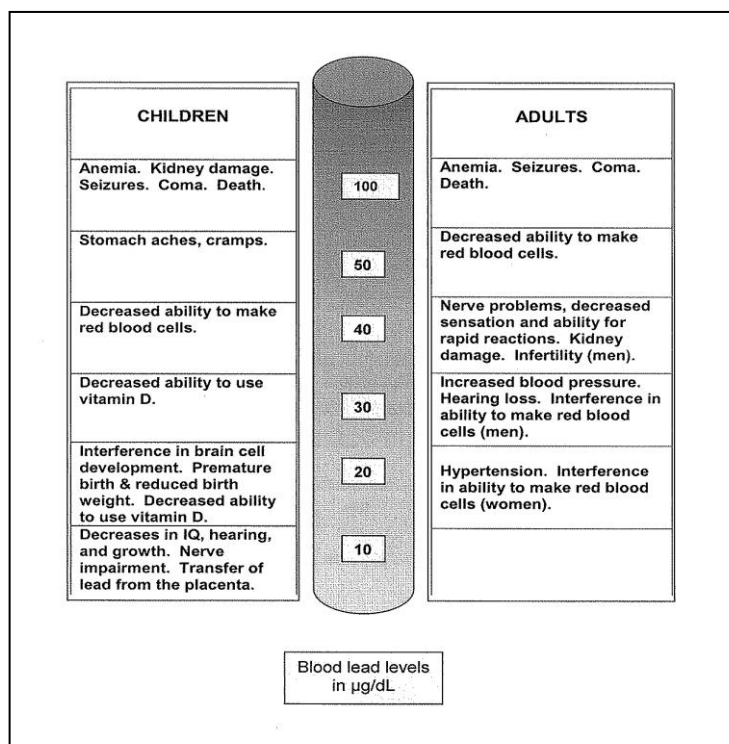 CHILDREN
Anemia. Kidney damage.
Seizures. Coma. Death.
Stomach aches, cramps.
Decreased ability to make
red blood cells.
Decreased ability to use
vitamin D.
Interference in brain cell
development. Premature
birth & reduced birth
weight. Decreased ability
to use vitamin D.
Decreases in IQ, hearing,
and growth. Nerve
impairment. Transfer of
lead from the placenta.
100
50
40
30
20
10
ADULTS
Anemia. Seizures. Coma.
Death.
Decreased ability to make
red blood cells.
Nerve problems, decreased
sensation and ability for
rapid reactions. Kidney
damage. Infertility (men).
Increased blood pressure.
Hearing loss. Interference in
ability to make red blood
cells (men).
Hypertension. Interference
in ability to make red blood
cells (women).
Blood lead levels
in µg/dL